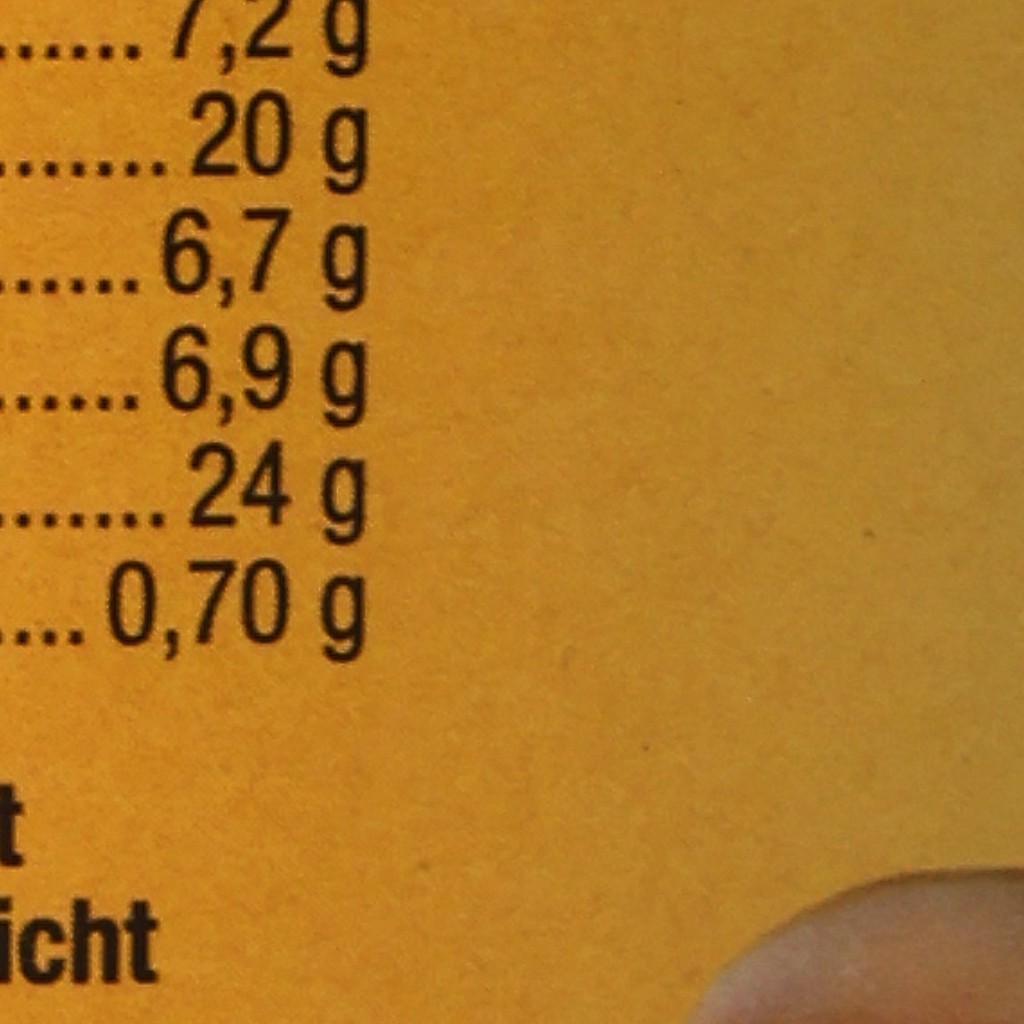 ...... 7,2 g
....... 20 g
...... 6,7 g
...... 6,9 g
....... 24 g
.... 0,70 g
t
icht